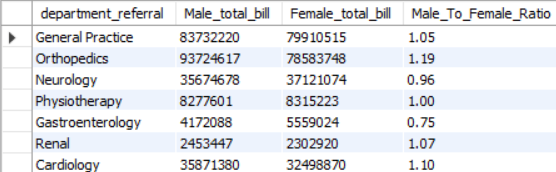 department_referral Male_total_bill Female_total_bill Male_To_Female_Ratio
General Practice 83732220 79910515 1.05
Orthopedics 93724617 78583748 1.19
Neurology 35674678 37121074 0.96
Physiotherapy 8277601 8315223 1.00
Gastroenterology 4172088 5559024 0.75
Renal 2453447 2302920 1.07
Cardiology 35871380 32498870 1.10